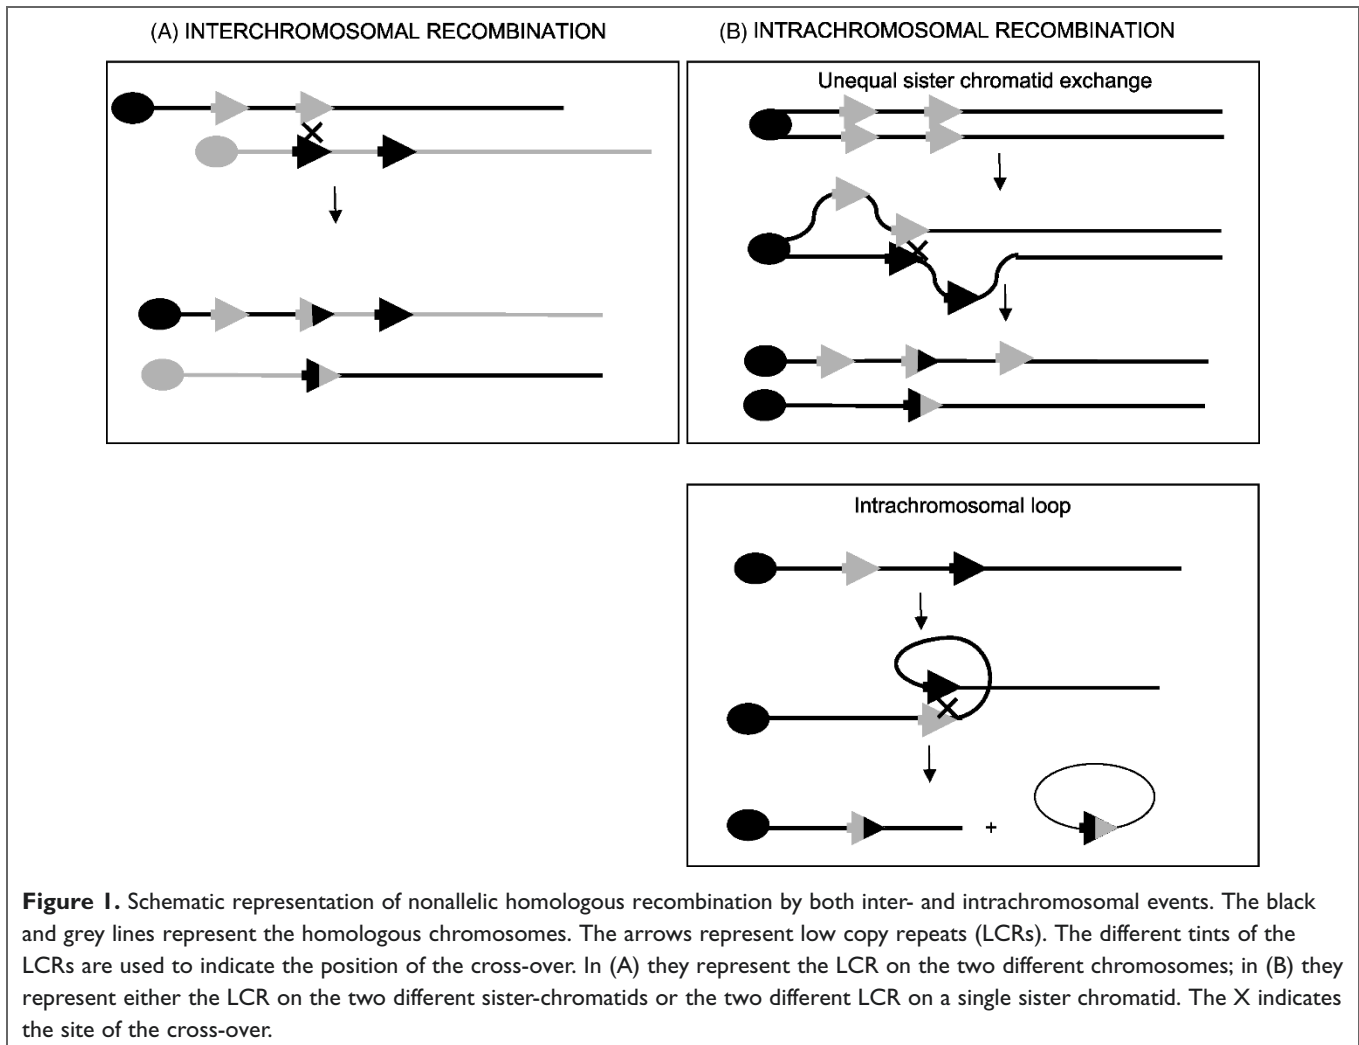 (A) INTERCHROMOSOMAL RECOMBINATION
(B) INTRACHROMOSOMAL RECOMBINATION
Unequal sister chromatid exchange
Intrachromosomal loop
+
Figure 1. Schematic representation of nonallelic homologous recombination by both inter- and intrachromosomal events. The black
and grey lines represent the homologous chromosomes. The arrows represent low copy repeats (LCRs). The different tints of the
LCRs are used to indicate the position of the cross-over. In (A) they represent the LCR on the two different chromosomes; in (B) they
represent either the LCR on the two different sister-chromatids or the two different LCR on a single sister chromatid. The X indicates
the site of the cross-over.